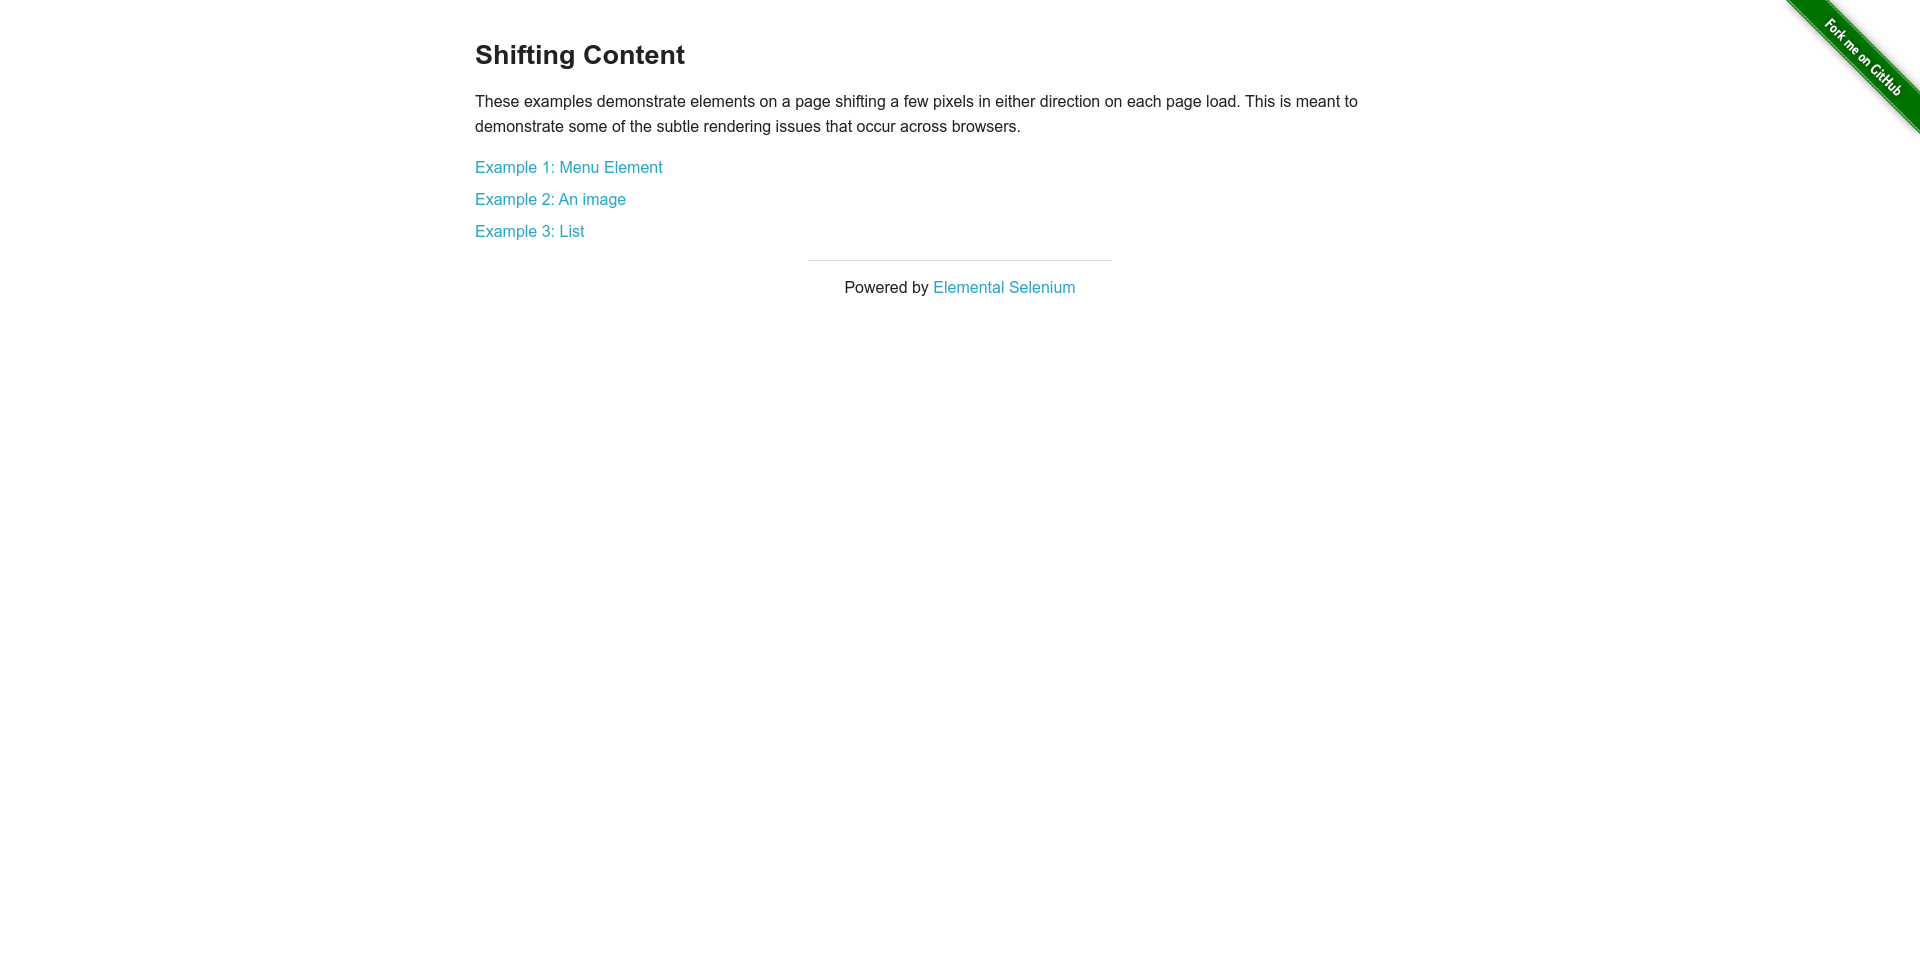 Shifting Content
These examples demonstrate elements on a page shifting a few pixels in either direction on each page load. This is meant to
demonstrate some of the subtle rendering issues that occur across browsers.
Example 1: Menu Element
Example 2: An image
Example 3: List
Powered by Elemental Selenium
Fork me on GitHub